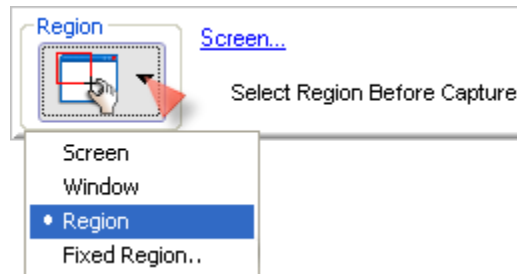 Region
Screen...
Select Region Before Capture
Screen
Window
• Region
Fixed Region..